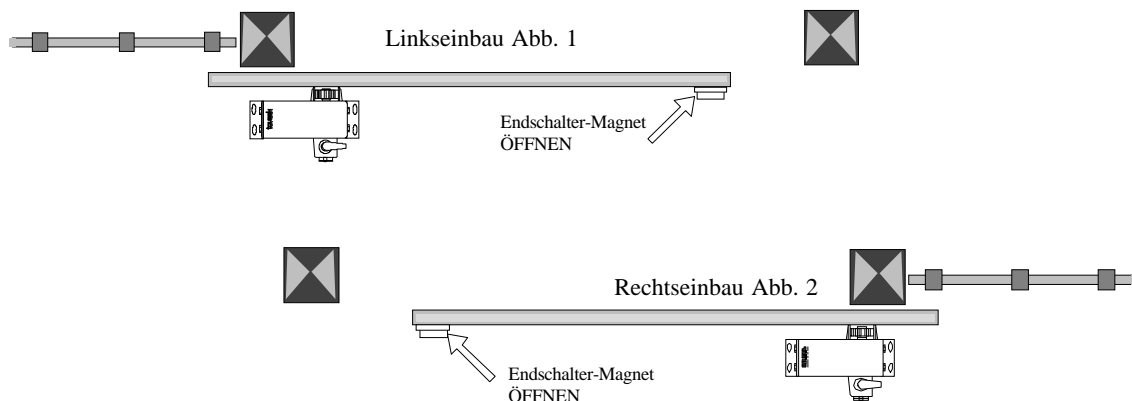 Linkseinbau Abb. 1
Endschalter-Magnet
ÖFFNEN
Rechtseinbau Abb. 2
Endschalter-Magnet
ÖFFNEN